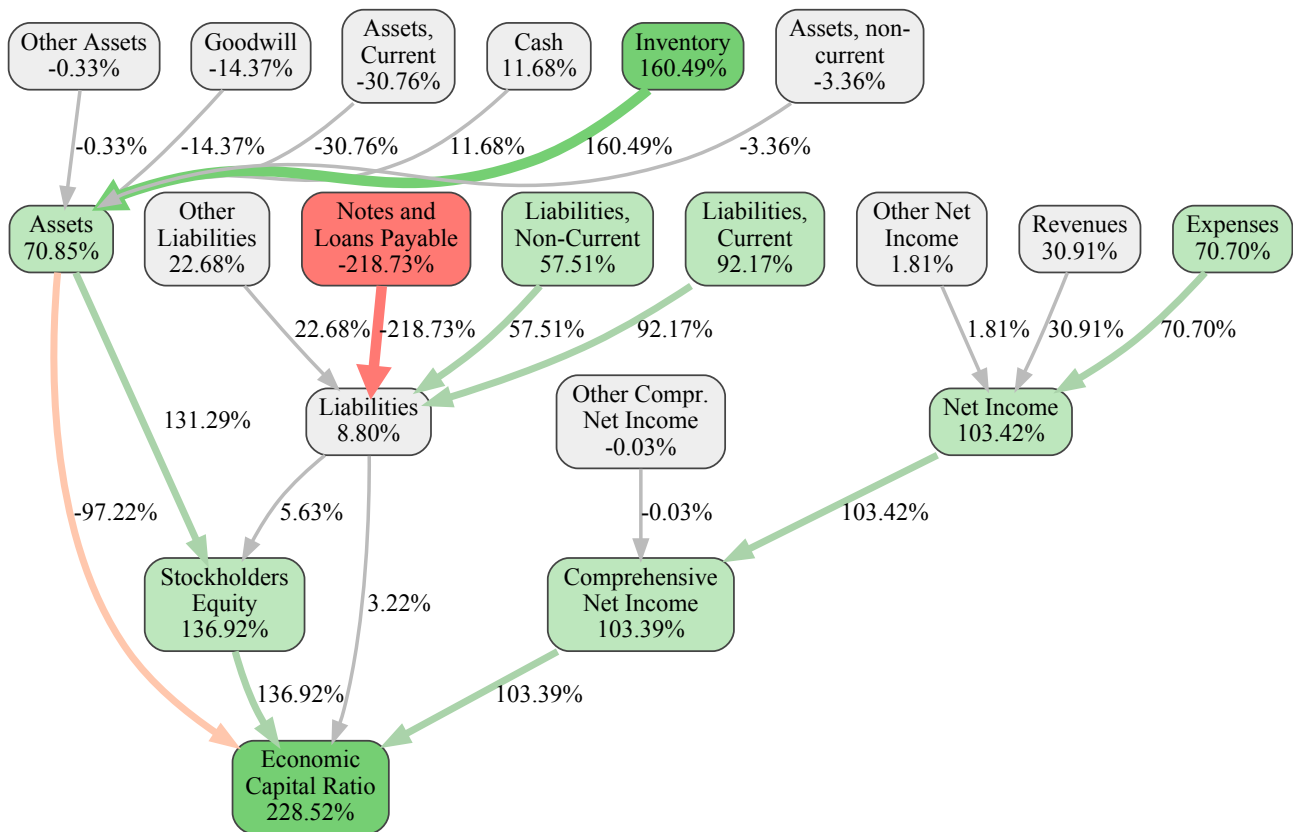 Other Assets
-0.33%
Goodwill
-14.37%
Assets,
Current
-30.76%
Cash
11.68%
Inventory
160.49%
Assets, non-
current
-3.36%
-0.33%
-14.37%
-30.76%
11.68%
160.49%
-3.36%
Assets
70.85%
Other
Liabilities
22.68%
Notes and
Loans Payable
-218.73%
Liabilities,
Non-Current
57.51%
Liabilities,
Current
92.17%
Other Net
Income
1.81%
Revenues
30.91%
Expenses
70.70%
22.68%
-218.73%
57.51%
92.17%
1.81%
30.91%
70.70%
131.29%
Liabilities
8.80%
Other Compr.
Net Income
-0.03%
Net Income
103.42%
-97.22%
5.63%
-0.03%
103.42%
Stockholders
Equity
136.92%
3.22%
Comprehensive
Net Income
103.39%
136.92%
103.39%
Economic
Capital Ratio
228.52%